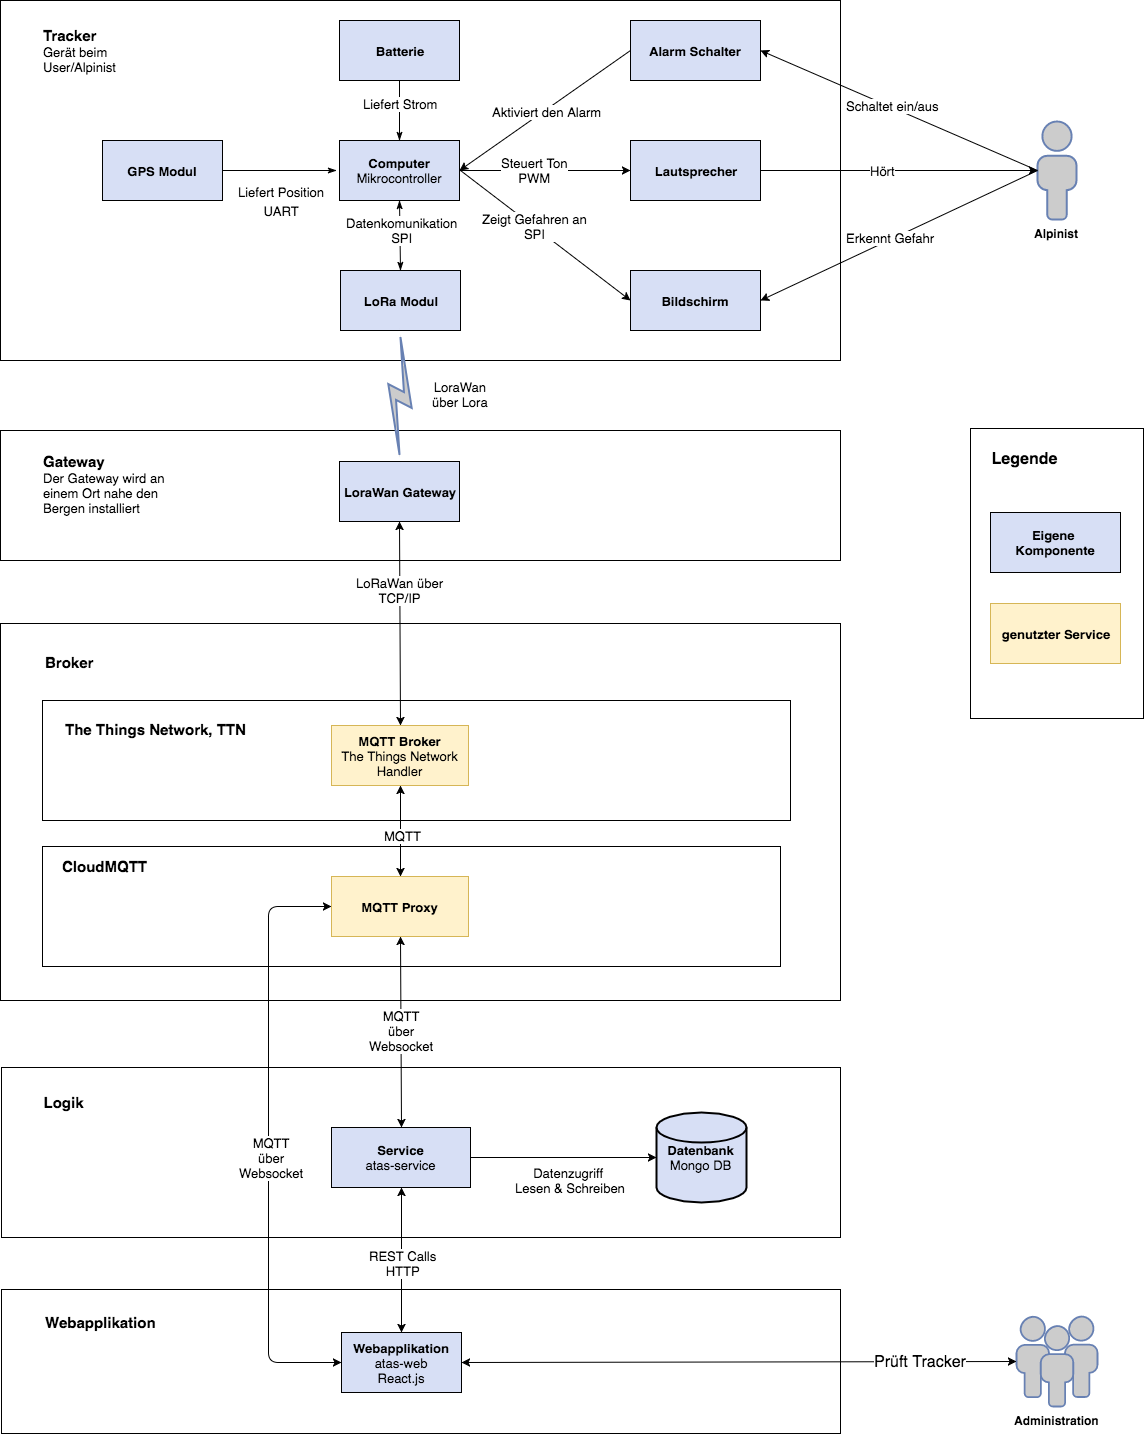 Tracker
Gerät beim
User/Alpinist
Batterie
Alarm Schalter
Liefert Strom
Aktiviert den Alarm
Schaltet ein/aus
GPS Modul
Computer
Mikrocontroller
Steuert Ton
PWM
Lautsprecher
Hört
Liefert Position
UART
Datenkomunikation
SPI
Zeigt Gefahren an
SPI
Erkennt Gefahr
Alpinist
LoRa Modul
Bildschirm
LoraWan
über Lora
Gateway
Der Gateway wird an
einem Ort nahe den
Bergen installiert
LoraWan Gateway
Legende
Eigene
Komponente
genutzter Service
LoRaWan über
TCP/IP
Broker
The Things Network, TTN
MQTT Broker
The Things Network
Handler
MQTT
CloudMQTT
MQTT Proxy
MQTT
über
Websocket
Logik
MQTT
über
Websocket
Service
atas-service
Datenzugriff
Lesen & Schreiben
Datenbank
Mongo DB
REST Calls
HTTP
Webapplikation
Webapplikation
atas-web
React.js
Prüft Tracker
Administration